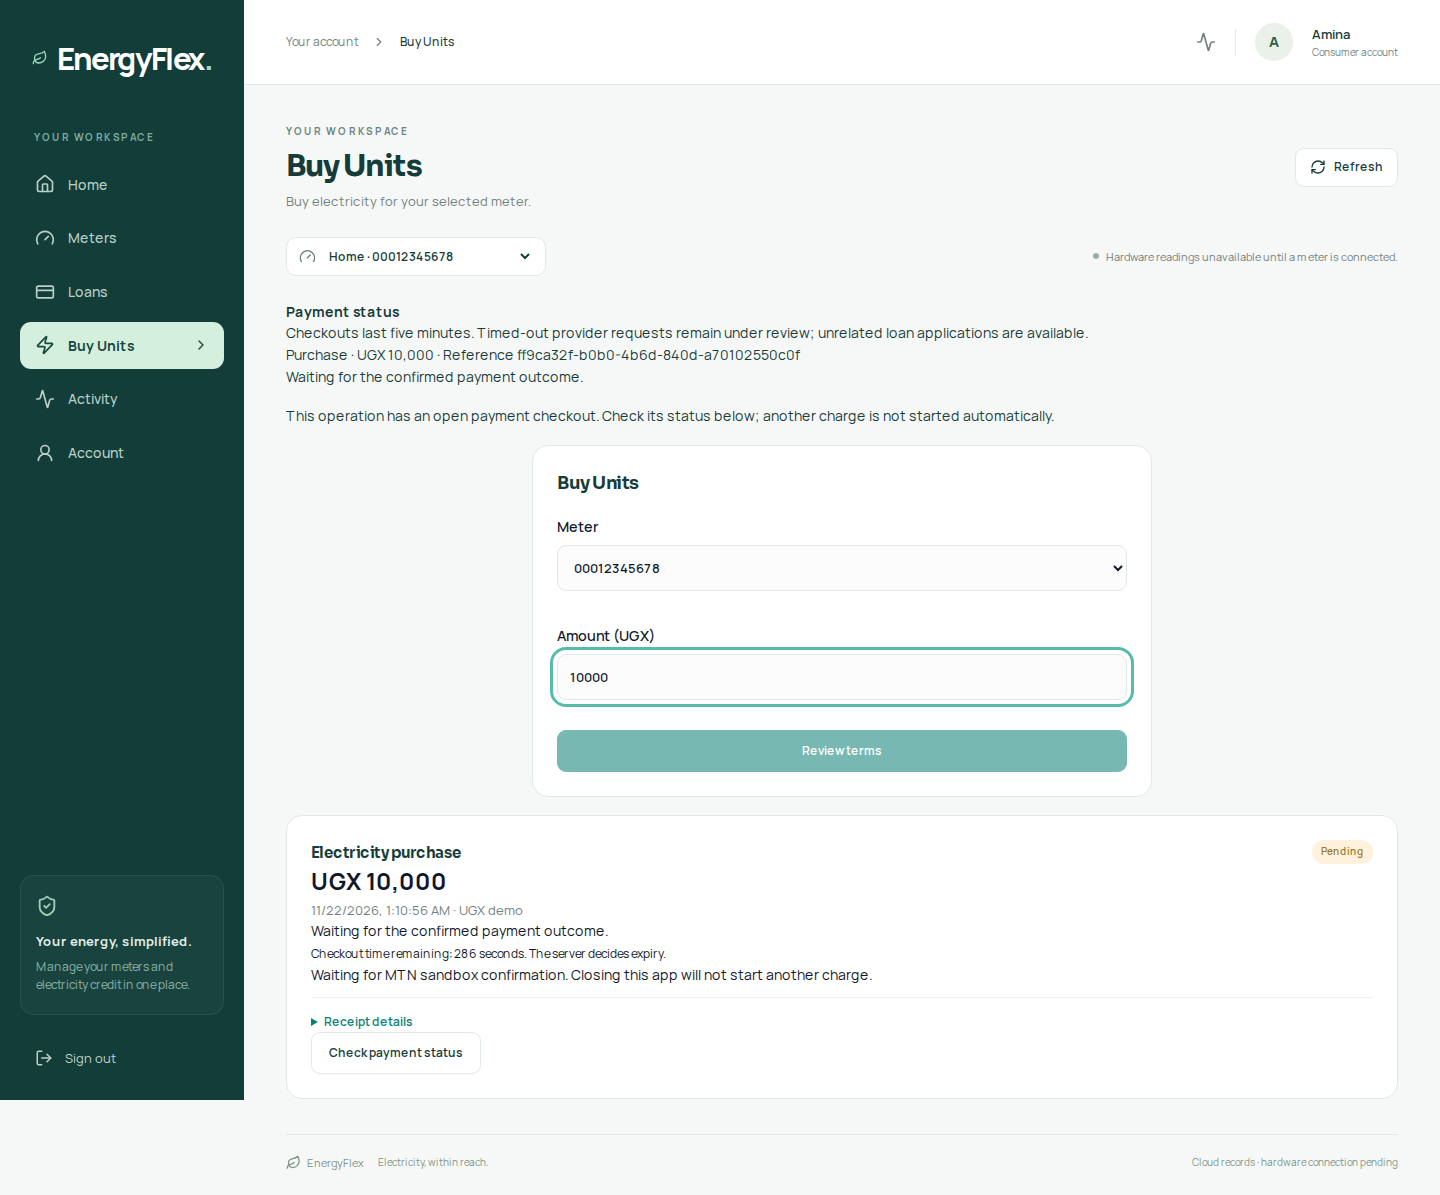 EnergyFlex.
YOUR WORKSPACE
Home
Meters
Loans
Buy Units
Activity
Account
Your energy, simplified.
Manage your meters and
electricity credit in one place.
Sign out
Your account
Buy Units
A
Amina
Consumer account
YOUR WORKSPACE
Buy Units
Buy electricity for your selected meter.
Refresh
Home · 00012345678
Hardware readings unavailable until a meter is connected.
Payment status
Checkouts last five minutes. Timed-out provider requests remain under review; unrelated loan applications are available.
Purchase · UGX 10,000 · Reference ff9ca32f-b0b0-4b6d-840d-a70102550c0f
Waiting for the confirmed payment outcome.
This operation has an open payment checkout. Check its status below; another charge is not started automatically.
Buy Units
Meter
00012345678
Amount (UGX)
10000
Review terms
Electricity purchase
Pending
UGX 10,000
11/22/2026, 1:10:56 AM · UGX demo
Waiting for the confirmed payment outcome.
Checkout time remaining: 286 seconds. The server decides expiry.
Waiting for MTN sandbox confirmation. Closing this app will not start another charge.
Receipt details
Check payment status
EnergyFlex
Electricity, within reach.
Cloud records · hardware connection pending